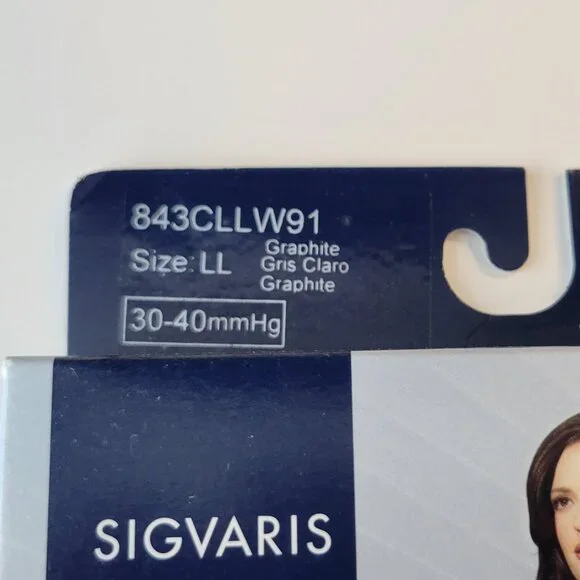 843CLLW91
Size: LL
Graphite
Gris Claro
Graphite
30-40mmHg
SIGVARIS